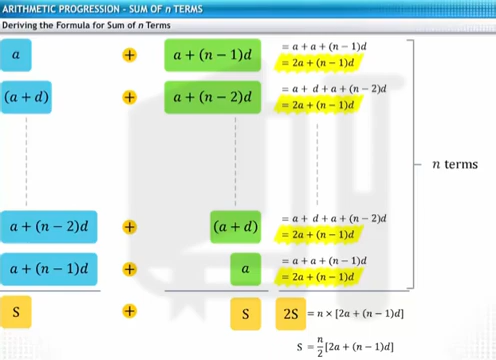 ARITHMETIC PROGRESSION - SUM OF n TERMS
Deriving the Formula for Sum of n Terms
a + a + (n − 1)d = a + a + (n − 1)d
= 2a + (n − 1)d
(a + d) + a + (n − 2)d = a + d + a + (n − 2)d
= 2a + (n − 1)d
n terms
a + (n − 2)d + (a + d) = a + d + a + (n − 2)d
= 2a + (n − 1)d
a + (n − 1)d + a = a + a + (n − 1)d
= 2a + (n − 1)d
S + S 2S = n × [2a + (n − 1)d]
S = n/2 [2a + (n − 1)d]